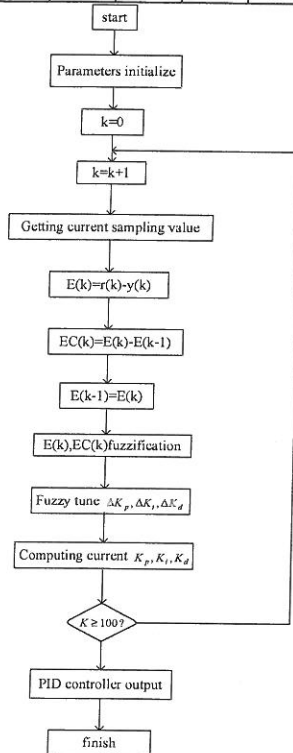 start
Parameters initialize
k=0
k=k+1
Getting current sampling value
E(k)=r(k)-y(k)
EC(k)=E(k)-E(k-1)
E(k-1)=E(k)
E(k),EC(k)fuzzification
Fuzzy tune ΔK_p,ΔK_i,ΔK_d
Computing current K_p,K_i,K_d
K≥100?
PID controller output
finish